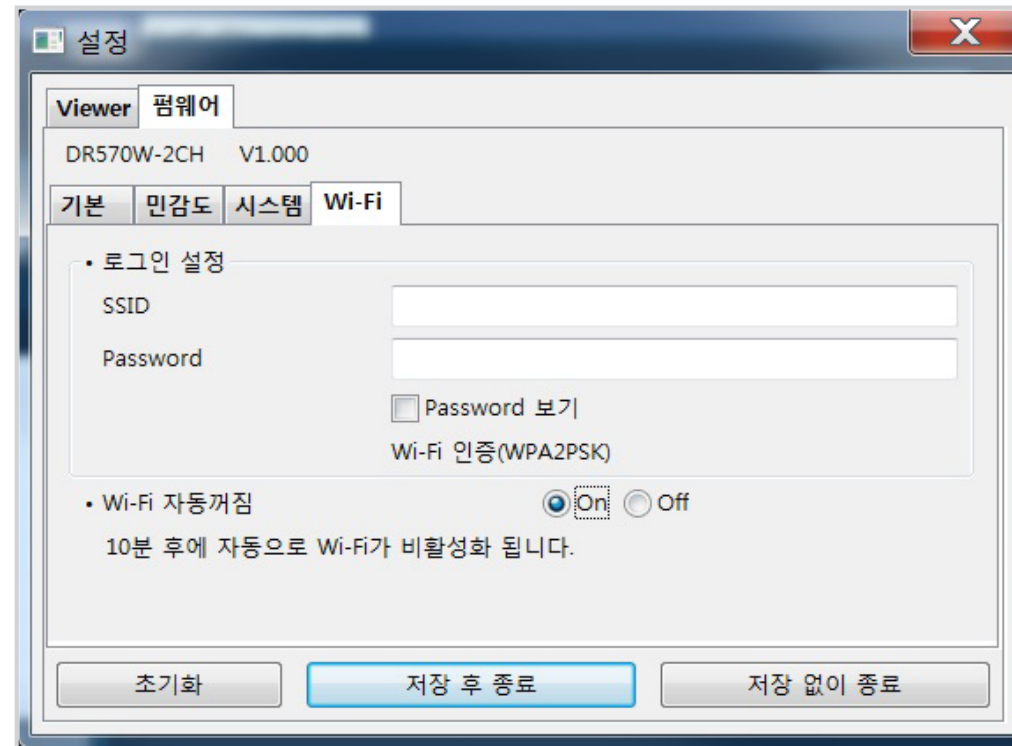 설정
Viewer 펌웨어
DR570W-2CH V1.000
기본 민감도 시스템 Wi-Fi
• 로그인 설정
SSID
Password
Password 보기
Wi-Fi 인증(WPA2PSK)
• Wi-Fi 자동꺼짐 On Off
10분 후에 자동으로 Wi-Fi가 비활성화 됩니다.
초기화 저장 후 종료 저장 없이 종료